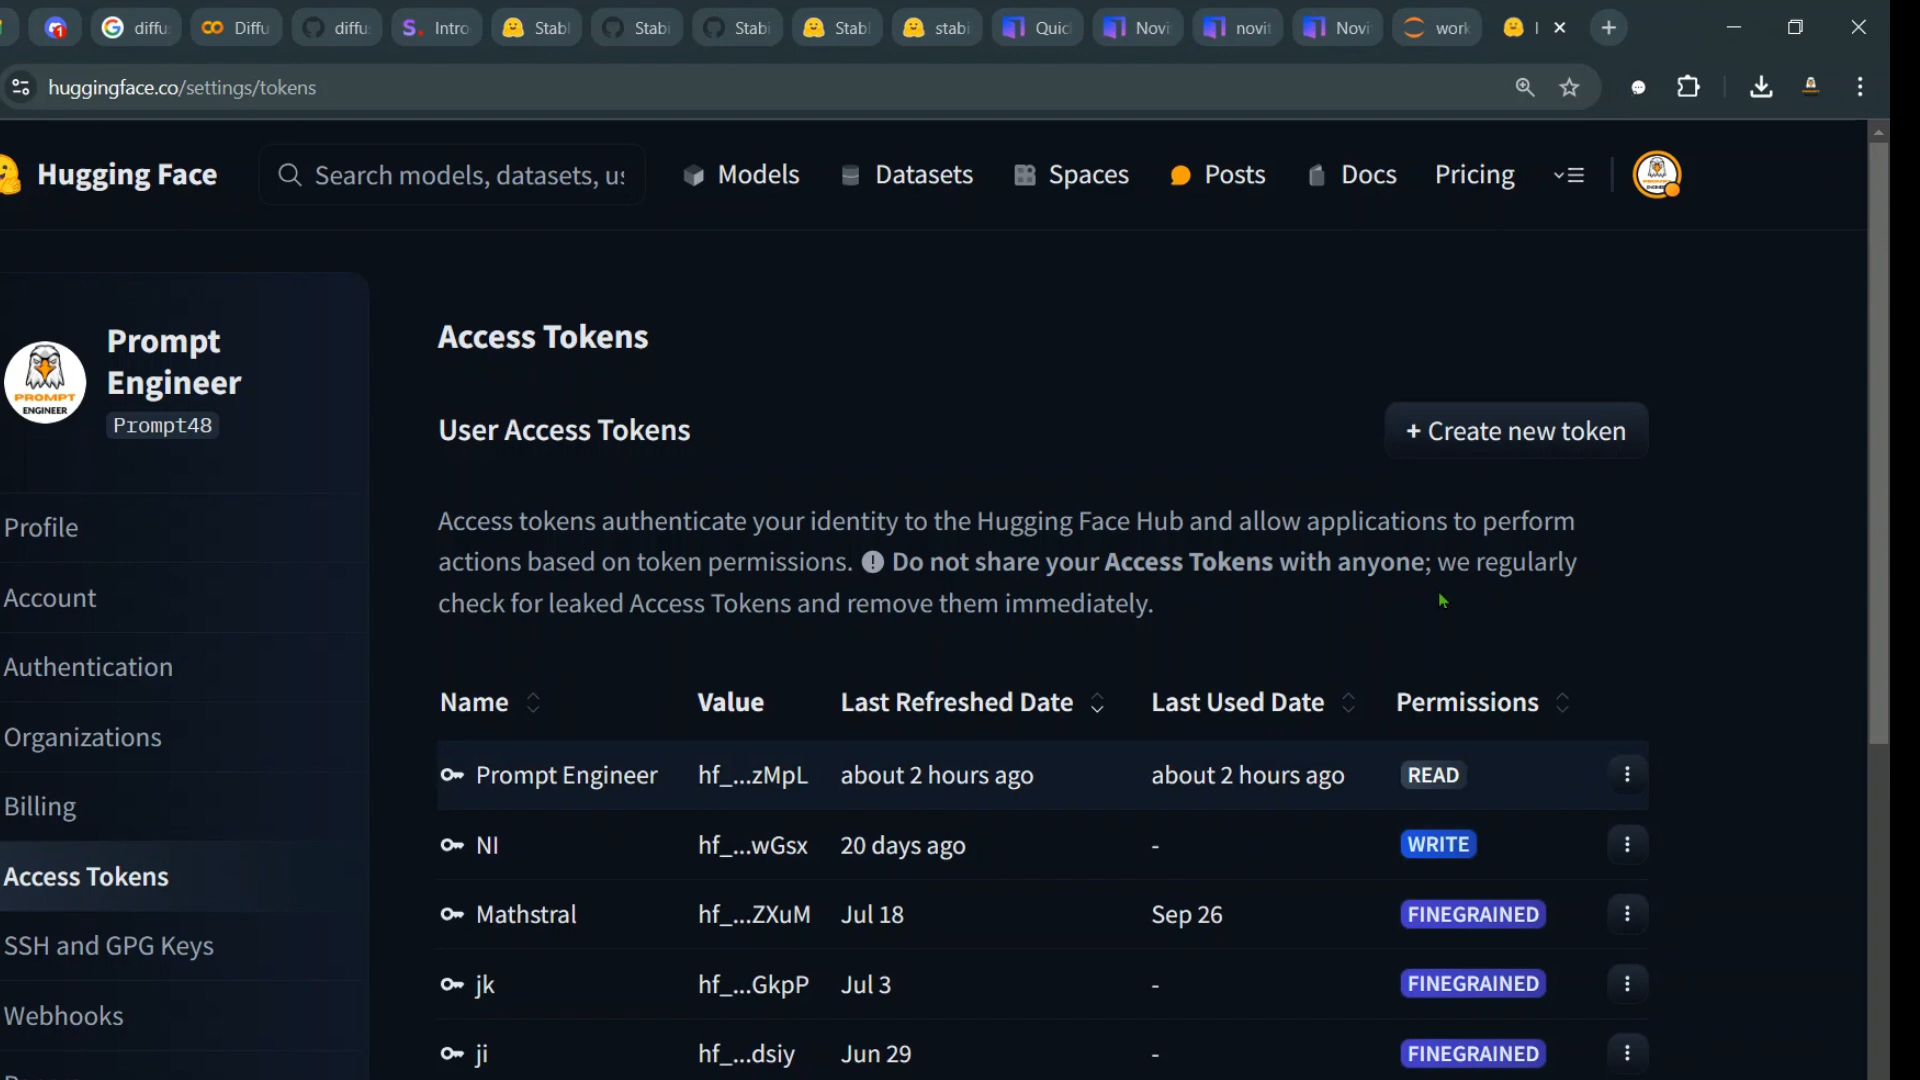 diffu
Diffu
diffu
Intro
Stabl
Stabi
Stabi
Stabl
stabi
Quic
Novi
novit
Novi
work
huggingface.co/settings/tokens
Hugging Face
Search models, datasets, us
Models
Datasets
Spaces
Posts
Docs
Pricing
Prompt
Engineer
Prompt48
PROMPT
ENGINEER
Profile
Account
Authentication
Organizations
Billing
Access Tokens
SSH and GPG Keys
Webhooks
Access Tokens
User Access Tokens
+ Create new token
Access tokens authenticate your identity to the Hugging Face Hub and allow applications to perform
actions based on token permissions. Do not share your Access Tokens with anyone; we regularly
check for leaked Access Tokens and remove them immediately.
Name Value Last Refreshed Date Last Used Date Permissions
Prompt Engineer hf_...zMpL about 2 hours ago about 2 hours ago READ
NI hf_...wGsx 20 days ago - WRITE
Mathstral hf_...ZXuM Jul 18 Sep 26 FINEGRAINED
jk hf_...GkpP Jul 3 - FINEGRAINED
ji hf_...dsiy Jun 29 - FINEGRAINED